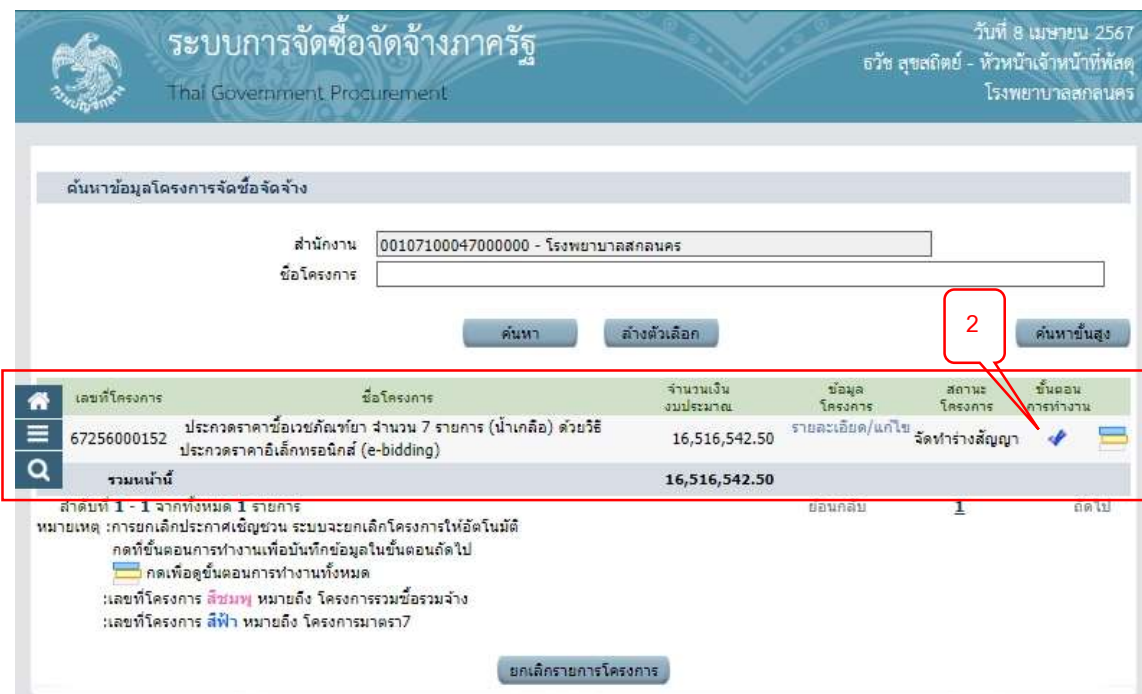 ระบบการจัดซื้อจัดจ้างภาครัฐ
Thai Government Procurement
กรมบัญชีกลาง
วันที่ 8 เมษายน 2567
ธวัช สุขสถิตย์ - หัวหน้าเจ้าหน้าที่พัสดุ
โรงพยาบาลสกลนคร
ค้นหาข้อมูลโครงการจัดซื้อจัดจ้าง
สำนักงาน 00107100047000000 - โรงพยาบาลสกลนคร
ชื่อโครงการ
ค้นหา ล้างตัวเลือก ค้นหาขั้นสูง
2
เลขที่โครงการ ชื่อโครงการ จำนวนเงิน ข้อมูล สถานะ ขั้นตอน
งบประมาณ โครงการ โครงการ การทำงาน
67256000152 ประกวดราคาซื้อเวชภัณฑ์ยา จำนวน 7 รายการ (น้ำเกลือ) ด้วยวิธี 16,516,542.50 รายละเอียด/แก้ไข จัดทำร่างสัญญา
ประกวดราคาอิเล็กทรอนิกส์ (e-bidding)
รวมหน้านี้ 16,516,542.50
ลำดับที่ 1 - 1 จากทั้งหมด 1 รายการ ย้อนกลับ 1 ถัดไป
หมายเหตุ :การยกเลิกประกาศเชิญชวน ระบบจะยกเลิกโครงการให้อัตโนมัติ
กดที่ขั้นตอนการทำงานเพื่อบันทึกข้อมูลในขั้นตอนถัดไป
กดเพื่อดูขั้นตอนการทำงานทั้งหมด
:เลขที่โครงการ สีชมพู หมายถึง โครงการรวมซื้อรวมจ้าง
:เลขที่โครงการ สีฟ้า หมายถึง โครงการมาตรา7
ยกเลิกรายการโครงการ